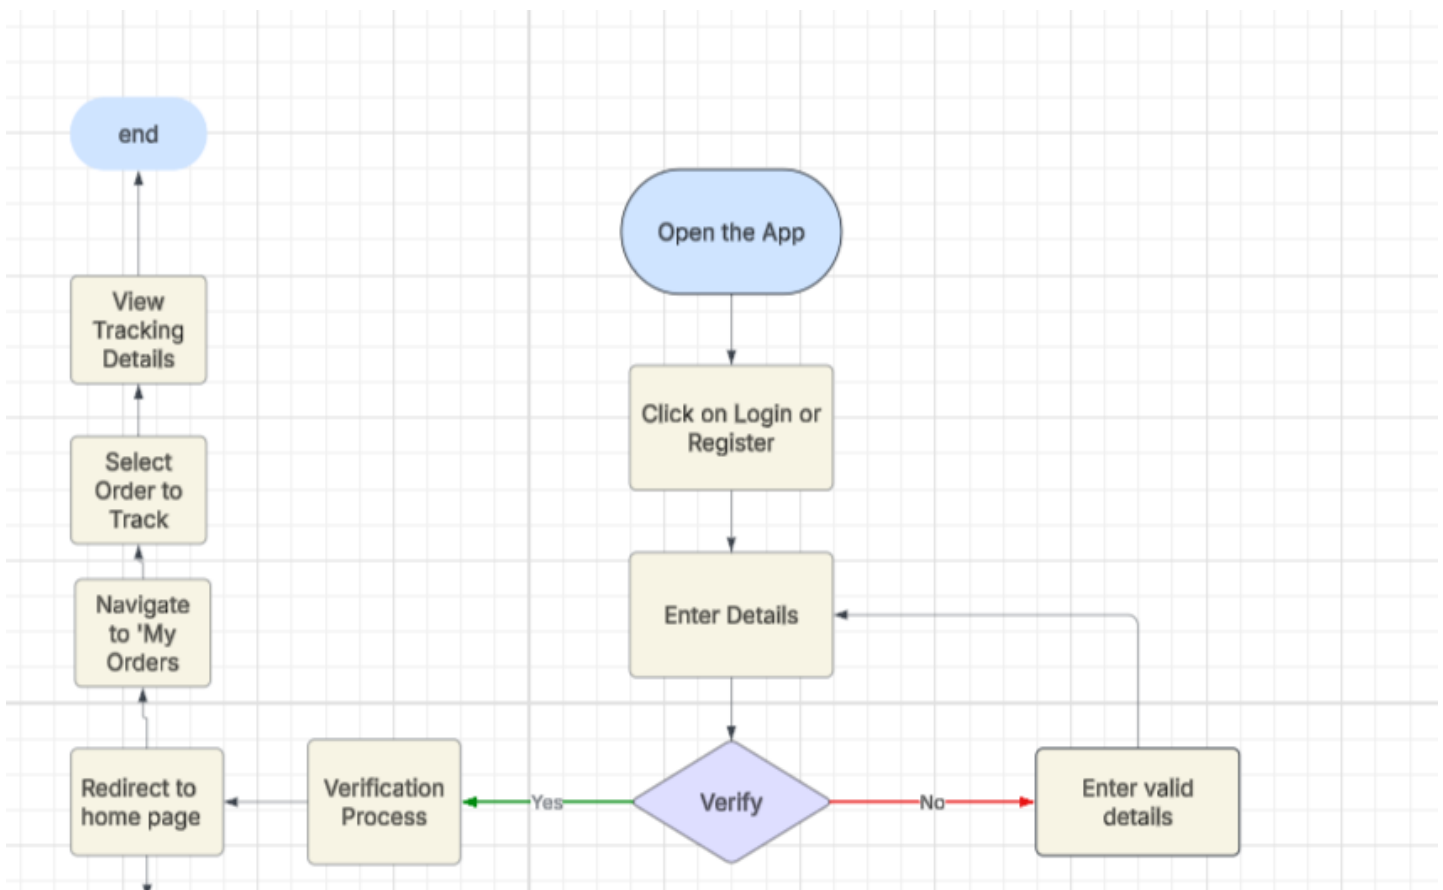 end
Open the App
View
Tracking
Details
Click on Login or
Register
Select
Order to
Track
Navigate
to 'My
Orders
Enter Details
Redirect to
home page
Verification
Process
Yes
Verify
No
Enter valid
details